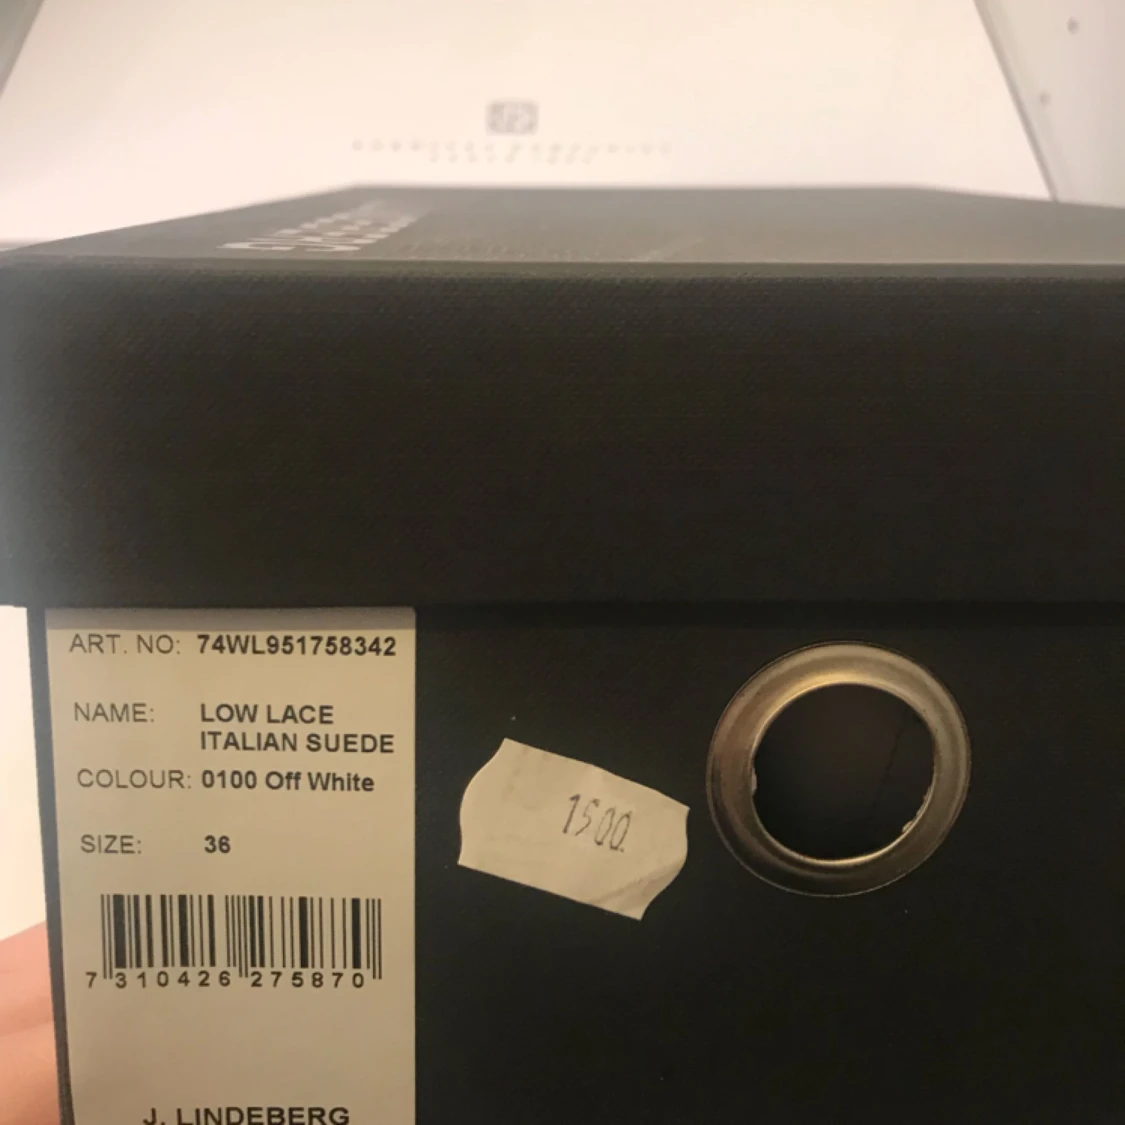 ART. NO: 74WL951758342
NAME: LOW LACE
ITALIAN SUEDE
COLOUR: 0100 Off White
SIZE: 36
7 310426 275870
J. LINDEBERG
1500.